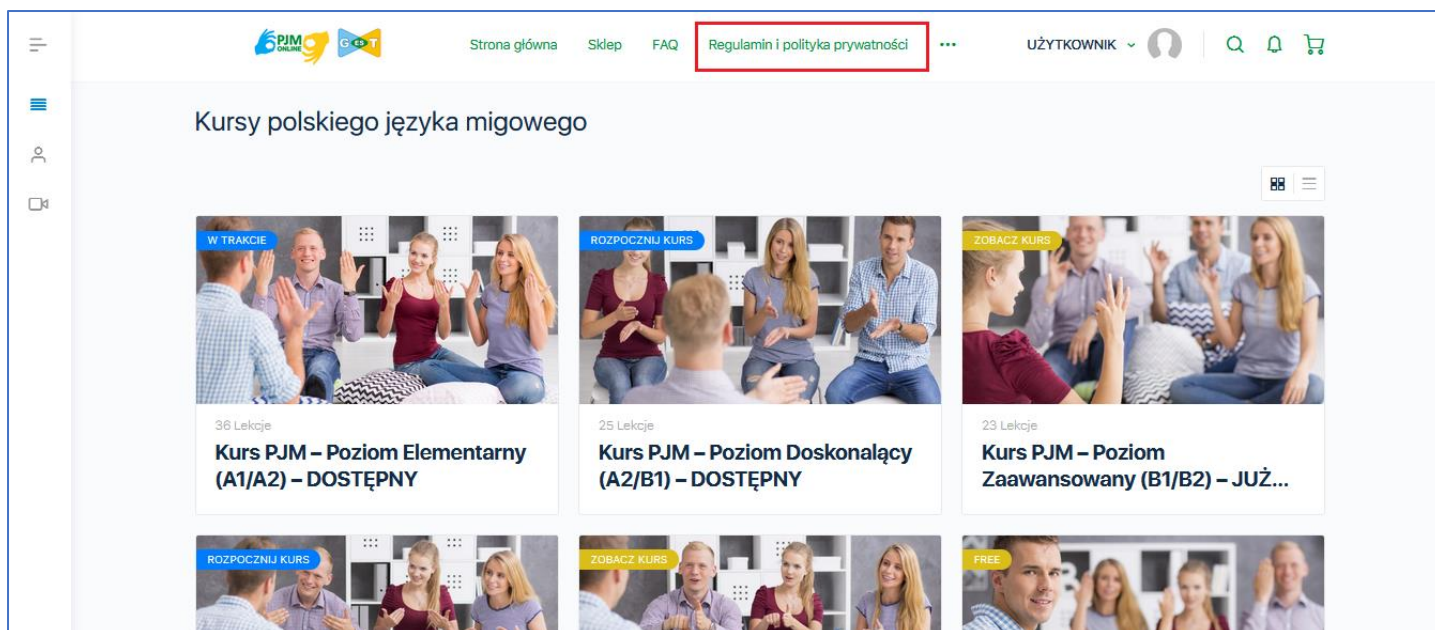 PJM
ONLINE
G EST T
Strona główna
Sklep
FAQ
Regulamin i polityka prywatności
UŻYTKOWNIK
Kursy polskiego języka migowego
W TRAKCIE
ROZPOCZNIJ KURS
ZOBACZ KURS
36 Lekcje
Kurs PJM – Poziom Elementarny
(A1/A2) – DOSTĘPNY
25 Lekcje
Kurs PJM – Poziom Doskonalący
(A2/B1) – DOSTĘPNY
23 Lekcje
Kurs PJM – Poziom
Zaawansowany (B1/B2) – JUŻ...
ROZPOCZNIJ KURS
ZOBACZ KURS
FREE